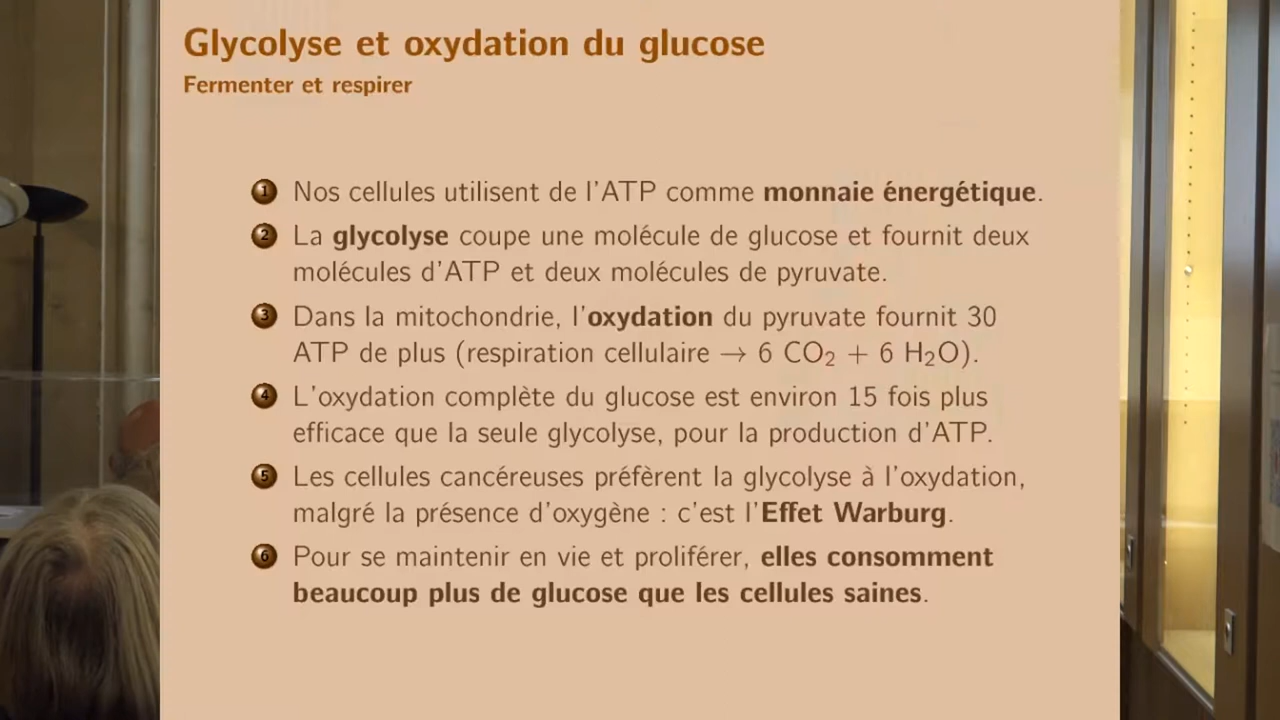 Glycolyse et oxydation du glucose
Fermenter et respirer
1 Nos cellules utilisent de l'ATP comme monnaie énergétique.
2 La glycolyse coupe une molécule de glucose et fournit deux
molécules d'ATP et deux molécules de pyruvate.
3 Dans la mitochondrie, l'oxydation du pyruvate fournit 30
ATP de plus (respiration cellulaire → 6 CO₂ + 6 H₂O).
4 L'oxydation complète du glucose est environ 15 fois plus
efficace que la seule glycolyse, pour la production d'ATP.
5 Les cellules cancéreuses préfèrent la glycolyse à l'oxydation,
malgré la présence d'oxygène : c'est l'Effet Warburg.
6 Pour se maintenir en vie et proliférer, elles consomment
beaucoup plus de glucose que les cellules saines.